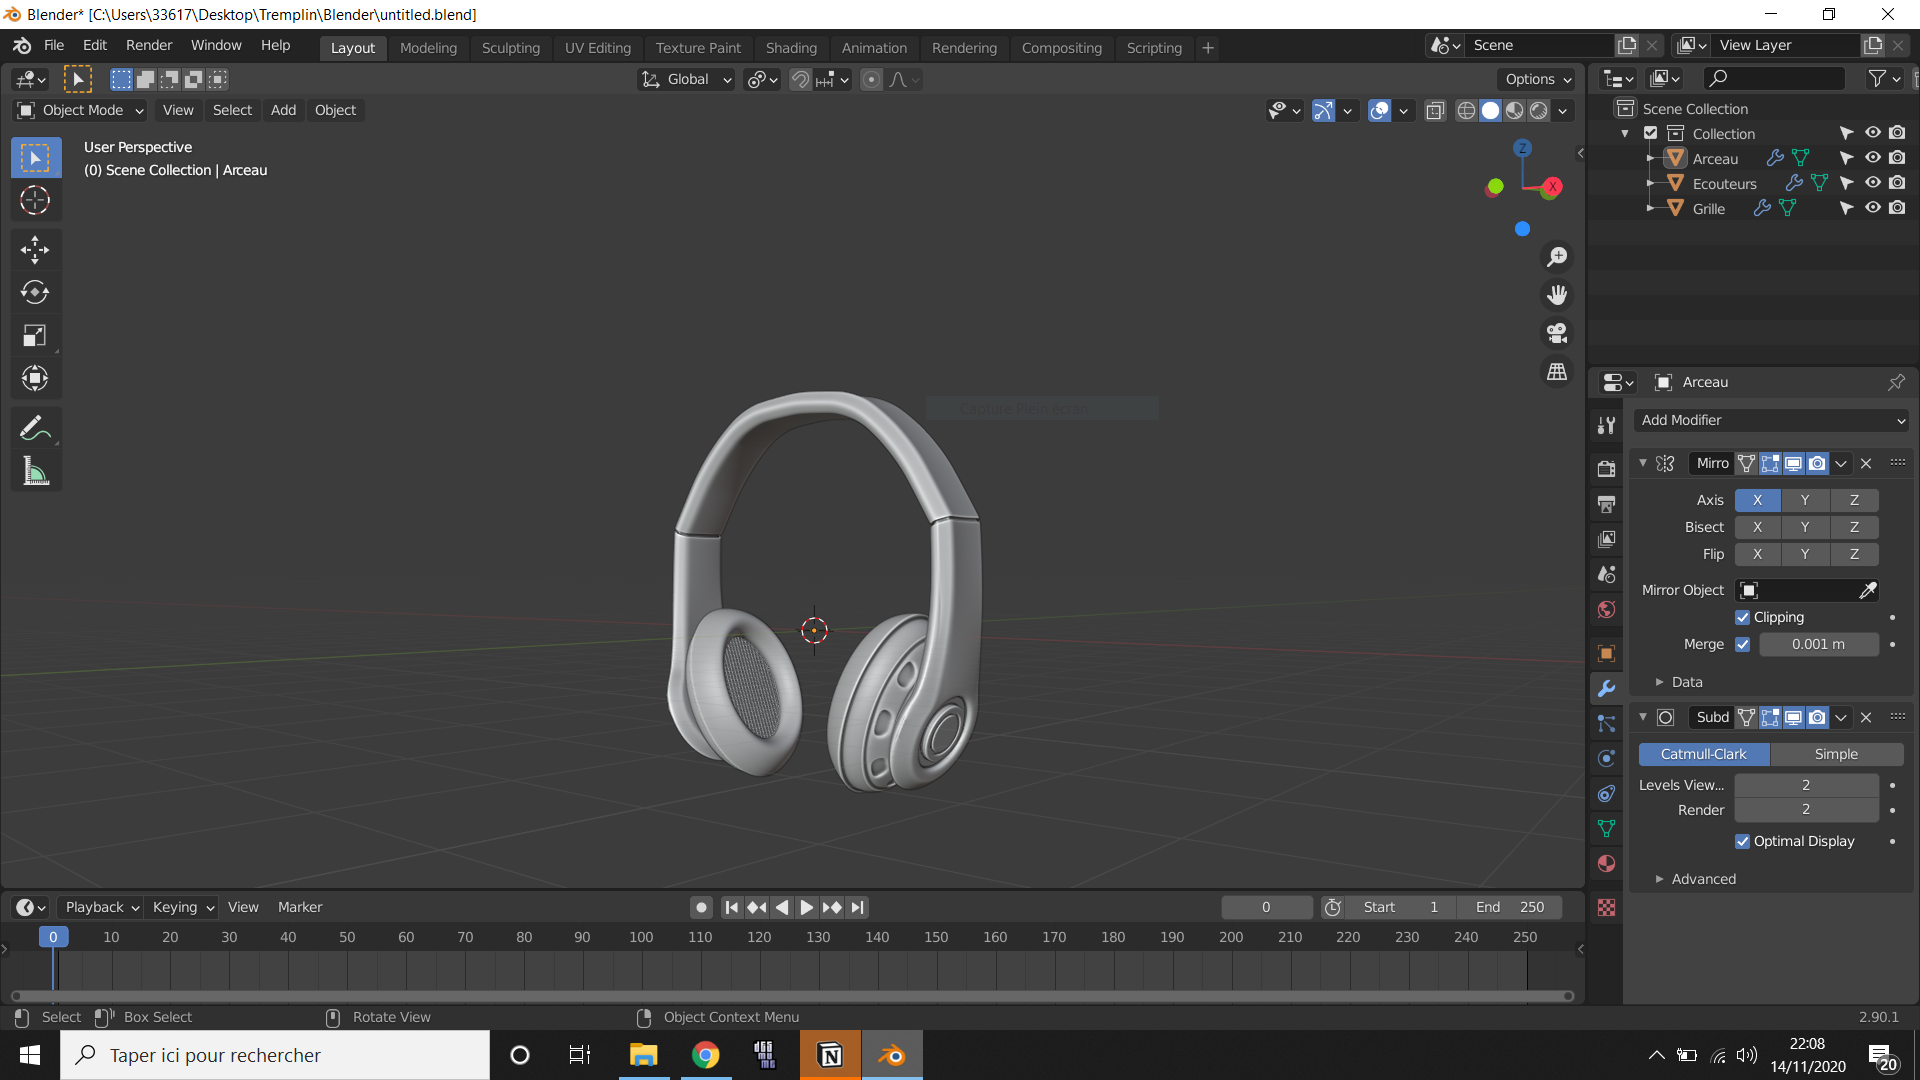 Blender* [C:\Users\33617\Desktop\Tremplin\Blender\untitled.blend]
File Edit Render Window Help
Layout Modeling Sculpting UV Editing Texture Paint Shading Animation Rendering Compositing Scripting +
Scene
View Layer
Global
Options
Object Mode View Select Add Object
User Perspective
(0) Scene Collection | Arceau
Z
X
Capture Plein écran
Scene Collection
Collection
Arceau
Ecouteurs
Grille
Arceau
Add Modifier
Mirro
Axis X Y Z
Bisect X Y Z
Flip X Y Z
Mirror Object
Clipping
Merge 0.001 m
Data
Subd
Catmull-Clark Simple
Levels View... 2
Render 2
Optimal Display
Advanced
Playback Keying View Marker
0
Start 1
End 250
0 10 20 30 40 50 60 70 80 90 100 110 120 130 140 150 160 170 180 190 200 210 220 230 240 250
Select Box Select Rotate View Object Context Menu
2.90.1
Taper ici pour rechercher
N
22:08
14/11/2020
20